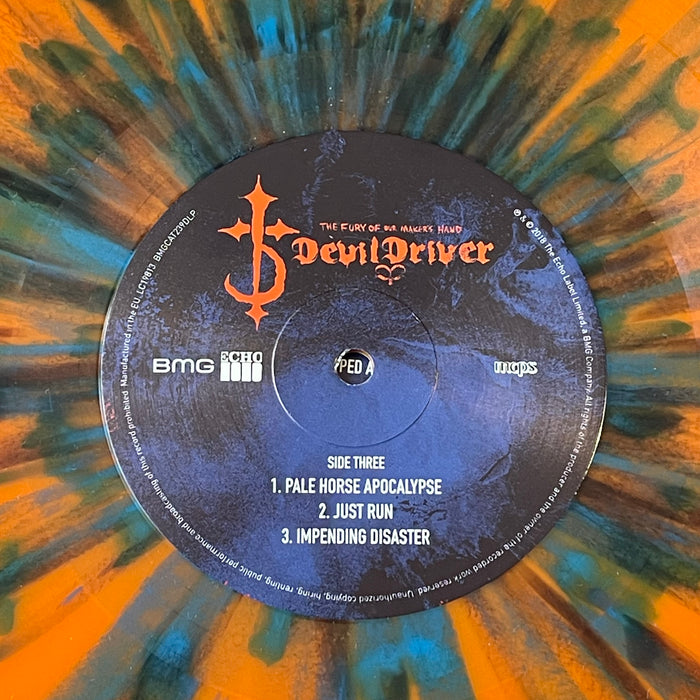 THE FURY OF OUR MAKER'S HAND
DevilDriver
BMG
ECHO
PED A
mcps
SIDE THREE
1. PALE HORSE APOCALYPSE
2. JUST RUN
3. IMPENDING DISASTER
℗ & © 2018 The Echo Label Limited, a BMG Company. All rights of the producer and the owner of the recorded work reserved. Unauthorized copying, hiring, renting, public performance and broadcasting of this record prohibited. Manufactured in the EU. LC19813 BMGCAT239DLP